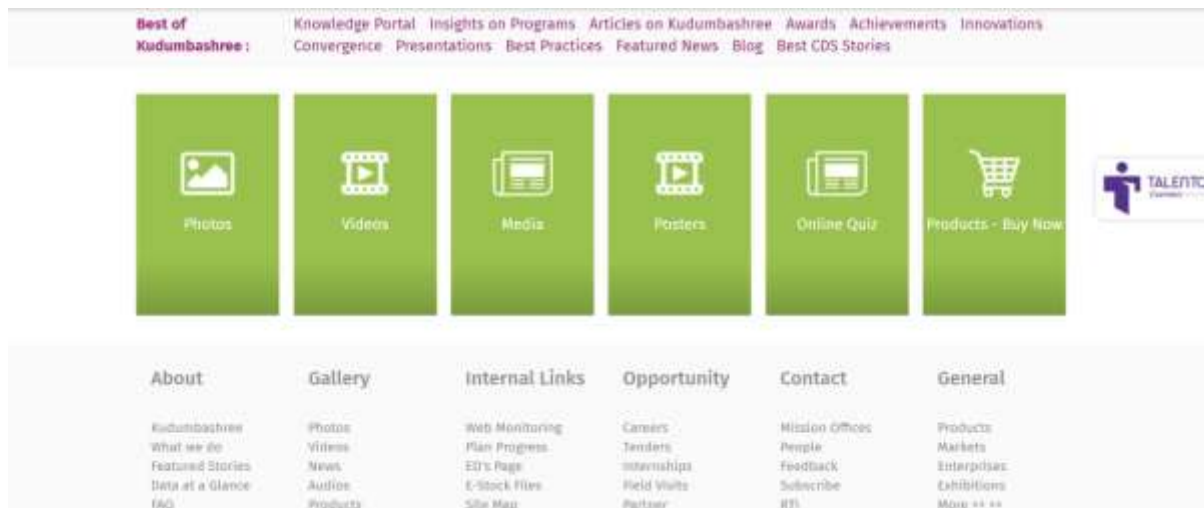 Best of
Kudumbashree :
Knowledge Portal Insights on Programs Articles on Kudumbashree Awards Achievements Innovations
Convergence Presentations Best Practices Featured News Blog Best CDS Stories
Photos
Videos
Media
Posters
Online Quiz
Products - Buy Now
TALENTO
About
Kudumbashree
What we do
Featured Stories
Data at a Glance
FAQ
Gallery
Photos
Videos
News
Audios
Products
Internal Links
Web Monitoring
Plan Progress
ED's Page
E-Stock Files
Site Map
Opportunity
Careers
Tenders
Internships
Field Visits
Partner
Contact
Mission Offices
People
Feedback
Subscribe
RTI
General
Products
Markets
Enterprises
Exhibitions
More >> >>